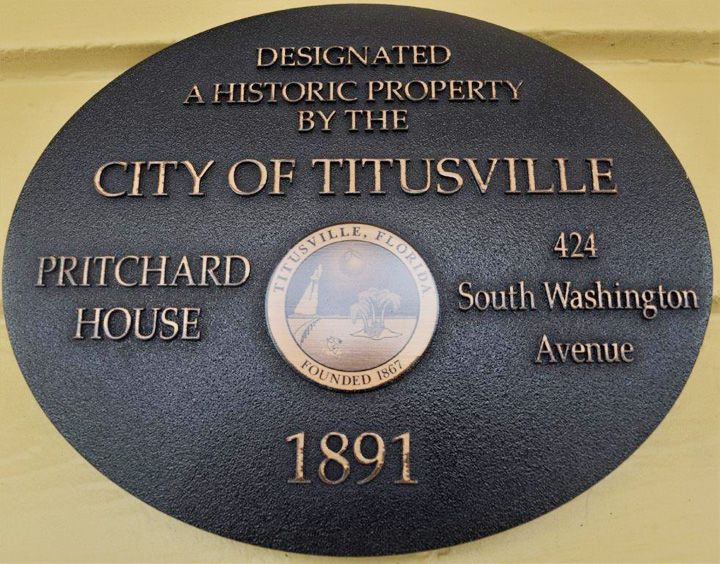 DESIGNATED
A HISTORIC PROPERTY
BY THE
CITY OF TITUSVILLE
PRITCHARD
HOUSE
TITUSVILLE, FLORIDA
FOUNDED 1867
424
South Washington
Avenue
1891